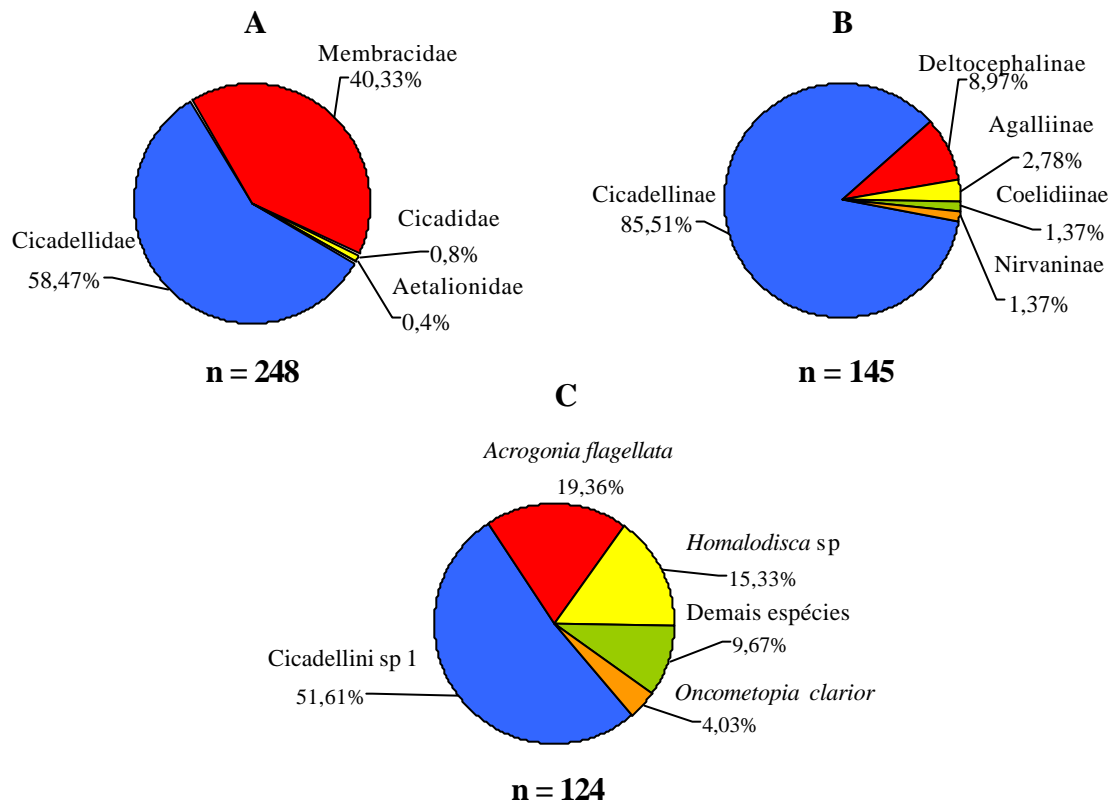 A
Membracidae
40,33%
Cicadidae
0,8%
Aetalionidae
0,4%
Cicadellidae
58,47%
n = 248
B
Deltocephalinae
8,97%
Agalliinae
2,78%
Coelidiinae
1,37%
Nirvaninae
1,37%
Cicadellinae
85,51%
n = 145
C
Acrogonia flagellata
19,36%
Homalodisca sp
15,33%
Demais espécies
9,67%
Oncometopia clarior
4,03%
Cicadellini sp 1
51,61%
n = 124